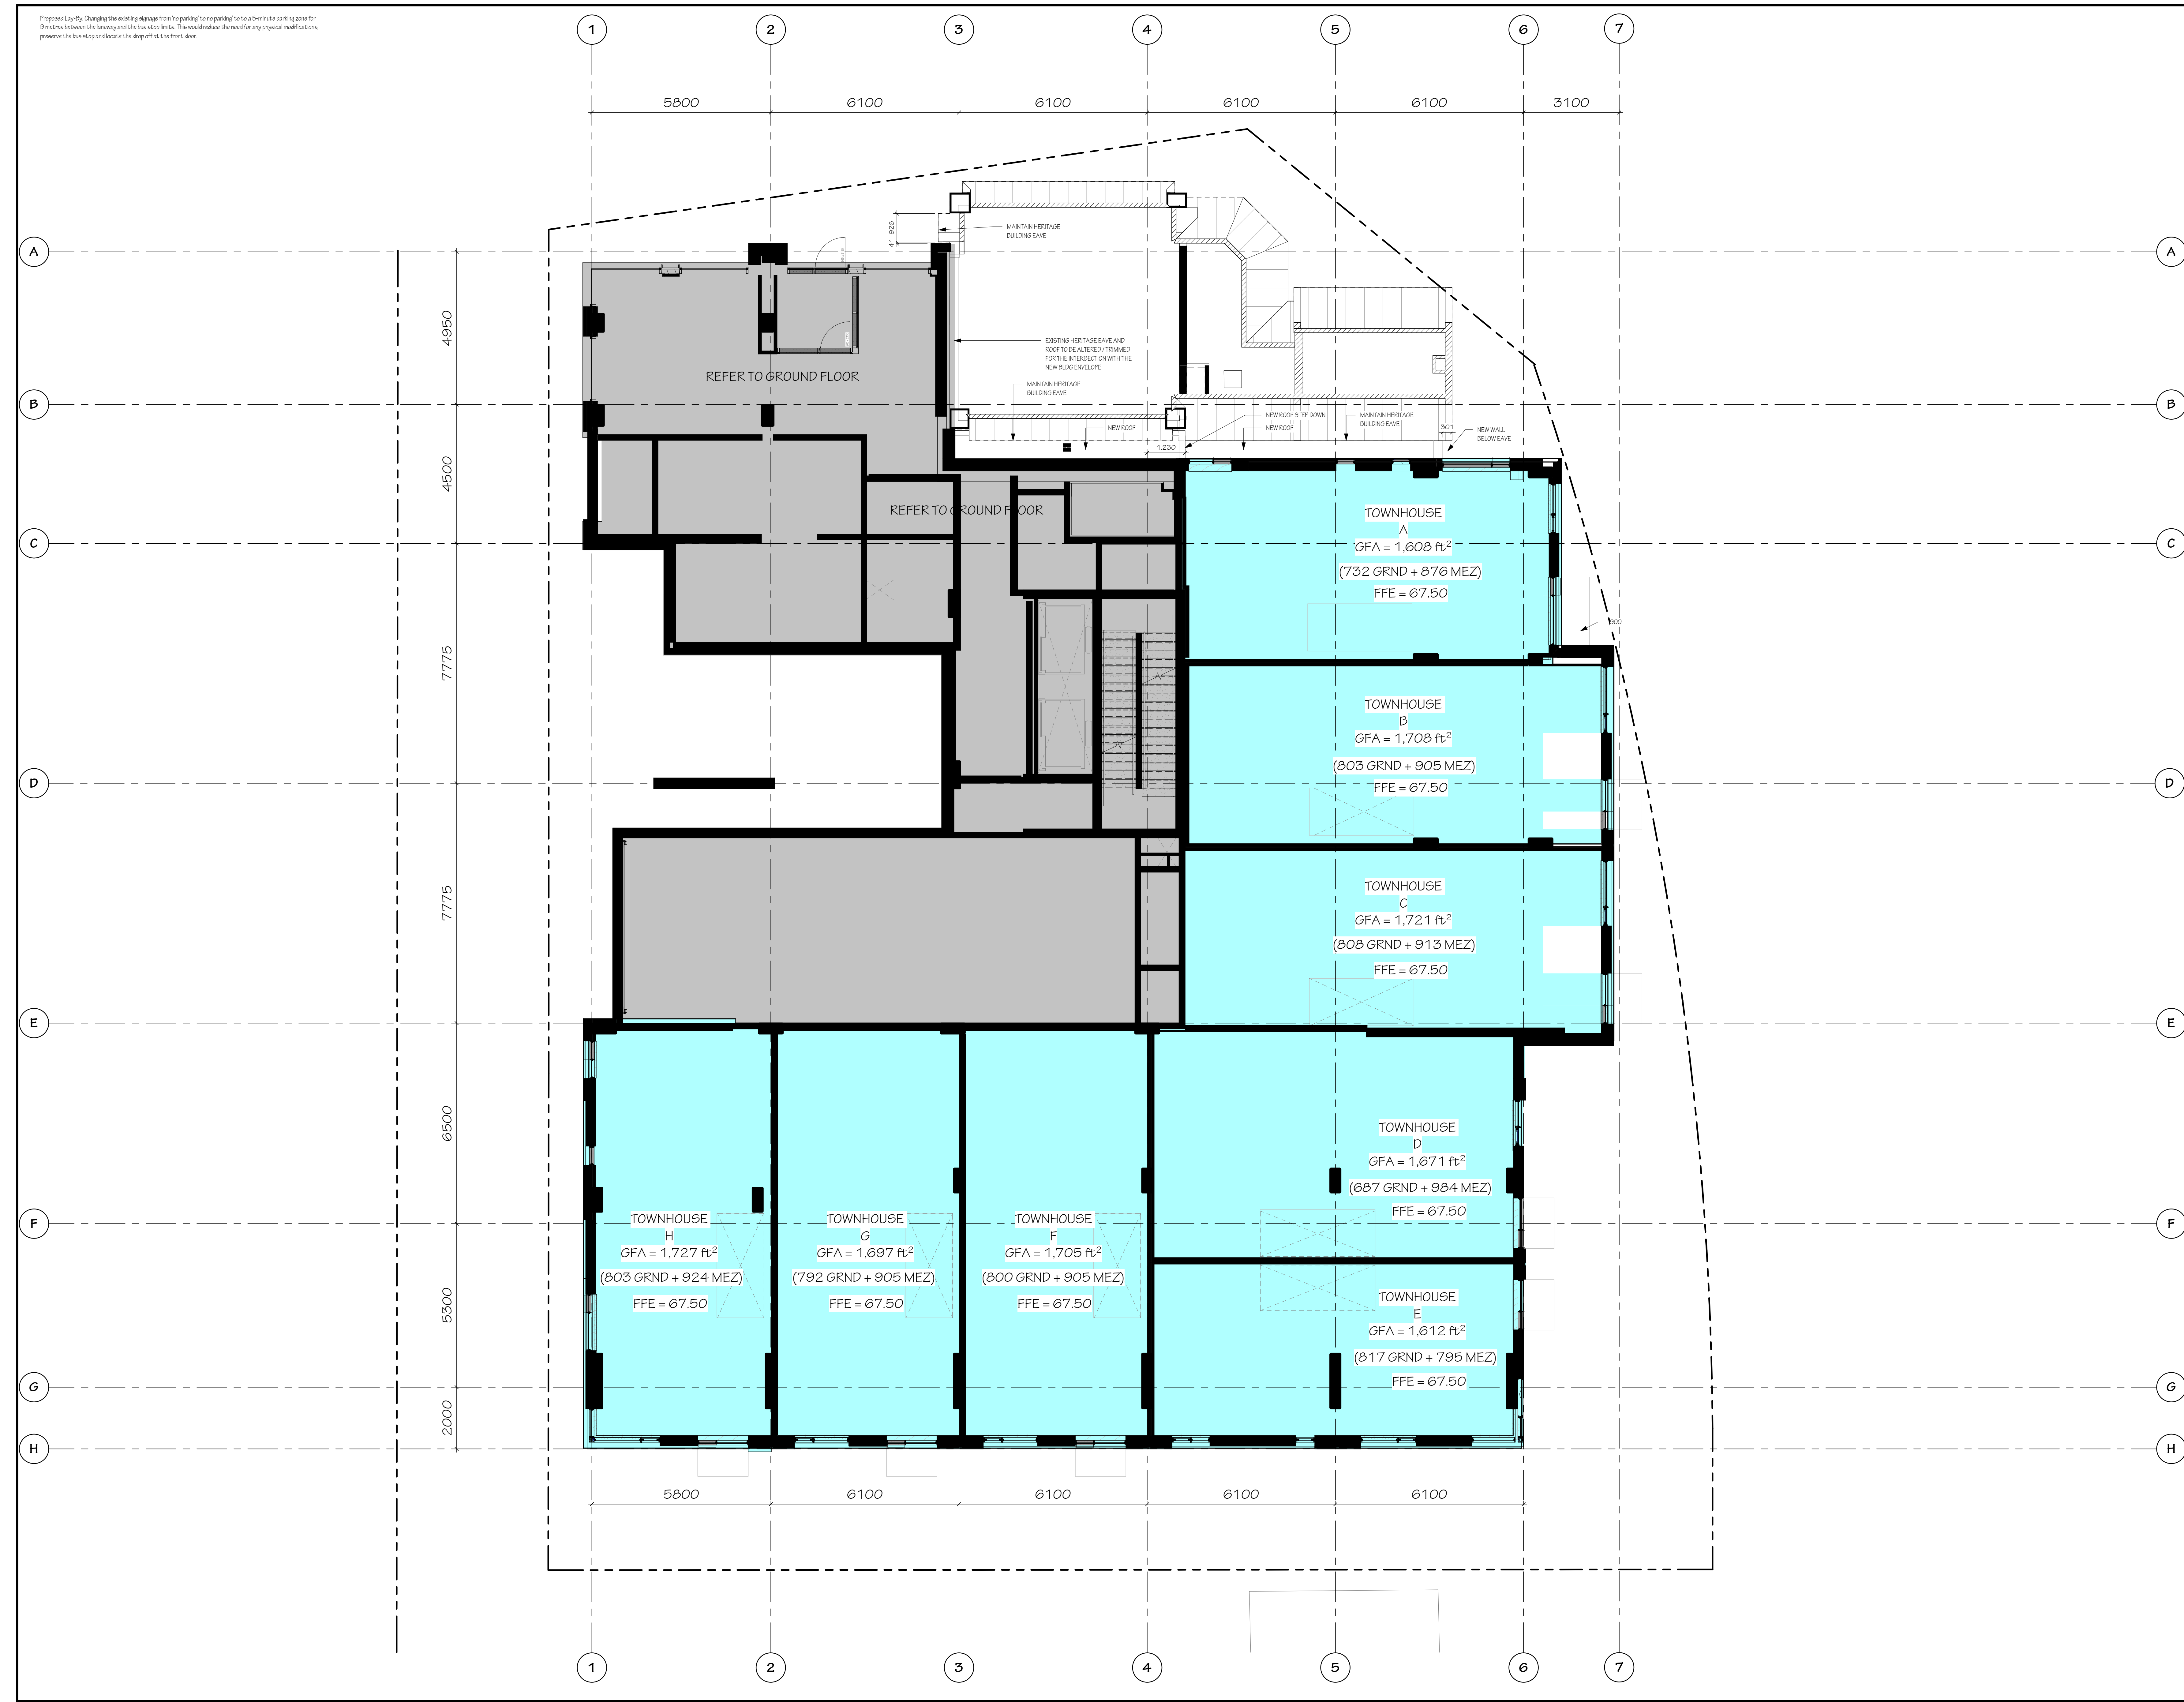 Proposed Lay-By: Changing the existing signage from 'no parking' to no parking' to to a 5-minute parking zone for
9 metres between the laneway and the bus stop limits. This would reduce the need for any physical modifications,
preserve the bus stop and locate the drop off at the front door.
1 2 3 4 5 6 7
5800 6100 6100 6100 6100 3100
41 928
MAINTAIN HERITAGE
BUILDING EAVE
A A
4950
EXISTING HERITAGE EAVE AND
ROOF TO BE ALTERED / TRIMMED
FOR THE INTERSECTION WITH THE
NEW BLDG ENVELOPE
REFER TO GROUND FLOOR
MAINTAIN HERITAGE
BUILDING EAVE
B B
NEW ROOF STEP DOWN
NEW ROOF
NEW ROOF
MAINTAIN HERITAGE
BUILDING EAVE
301
NEW WALL
BELOW EAVE
1,230
4500
REFER TO GROUND FLOOR
TOWNHOUSE
A
GFA = 1,608 ft²
(732 GRND + 876 MEZ)
FFE = 67.50
C C
7775
TOWNHOUSE
B
GFA = 1,708 ft²
(803 GRND + 905 MEZ)
FFE = 67.50
D D
7775
TOWNHOUSE
C
GFA = 1,721 ft²
(808 GRND + 913 MEZ)
FFE = 67.50
E E
6500
TOWNHOUSE
D
GFA = 1,671 ft²
(687 GRND + 984 MEZ)
FFE = 67.50
F F
TOWNHOUSE
H
GFA = 1,727 ft²
(803 GRND + 924 MEZ)
FFE = 67.50
TOWNHOUSE
G
GFA = 1,697 ft²
(792 GRND + 905 MEZ)
FFE = 67.50
TOWNHOUSE
F
GFA = 1,705 ft²
(800 GRND + 905 MEZ)
FFE = 67.50
5300
TOWNHOUSE
E
GFA = 1,612 ft²
(817 GRND + 795 MEZ)
FFE = 67.50
G G
2000
H H
5800 6100 6100 6100 6100
1 2 3 4 5 6 7